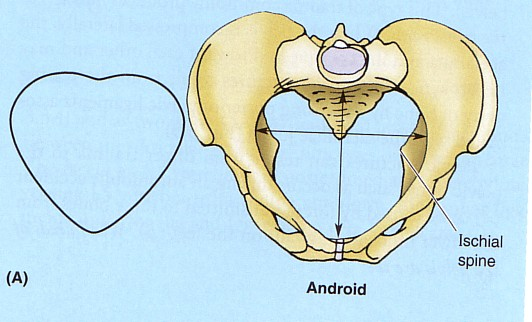 Ischial
spine
(A)
Android